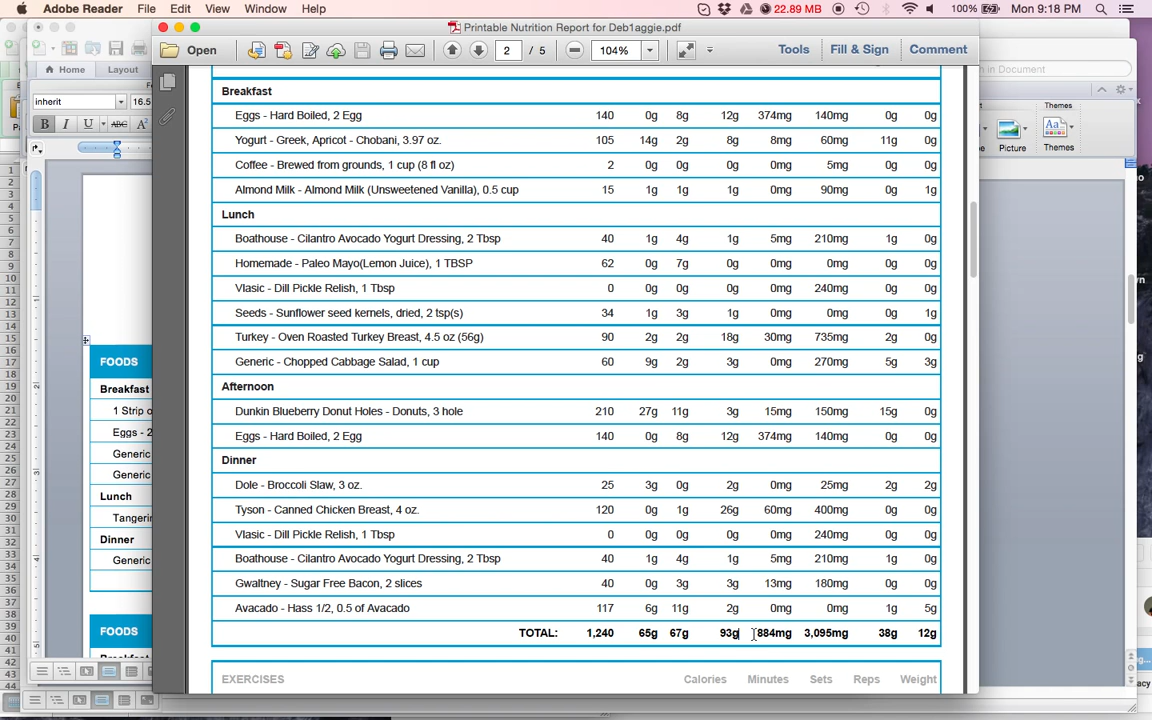 Adobe Reader File Edit View Window Help 22.89 MB 100% Mon 9:18 PM
Printable Nutrition Report for Deb1aggie.pdf
Open 2 / 5 104% Tools Fill & Sign Comment
Home Layout
in Document
inherit 16.5
B I U ABC A
Themes
Aa
Picture Themes
Breakfast
Eggs - Hard Boiled, 2 Egg 140 0g 8g 12g 374mg 140mg 0g 0g
Yogurt - Greek, Apricot - Chobani, 3.97 oz. 105 14g 2g 8g 8mg 60mg 11g 0g
Coffee - Brewed from grounds, 1 cup (8 fl oz) 2 0g 0g 0g 0mg 5mg 0g 0g
Almond Milk - Almond Milk (Unsweetened Vanilla), 0.5 cup 15 1g 1g 1g 0mg 90mg 0g 1g
Lunch
Boathouse - Cilantro Avocado Yogurt Dressing, 2 Tbsp 40 1g 4g 1g 5mg 210mg 1g 0g
Homemade - Paleo Mayo(Lemon Juice), 1 TBSP 62 0g 7g 0g 0mg 0mg 0g 0g
Vlasic - Dill Pickle Relish, 1 Tbsp 0 0g 0g 0g 0mg 240mg 0g 0g
Seeds - Sunflower seed kernels, dried, 2 tsp(s) 34 1g 3g 1g 0mg 0mg 0g 1g
Turkey - Oven Roasted Turkey Breast, 4.5 oz (56g) 90 2g 2g 18g 30mg 735mg 2g 0g
Generic - Chopped Cabbage Salad, 1 cup 60 9g 2g 3g 0mg 270mg 5g 3g
Afternoon
Dunkin Blueberry Donut Holes - Donuts, 3 hole 210 27g 11g 3g 15mg 150mg 15g 0g
Eggs - Hard Boiled, 2 Egg 140 0g 8g 12g 374mg 140mg 0g 0g
Dinner
Dole - Broccoli Slaw, 3 oz. 25 3g 0g 2g 0mg 25mg 2g 2g
Tyson - Canned Chicken Breast, 4 oz. 120 0g 1g 26g 60mg 400mg 0g 0g
Vlasic - Dill Pickle Relish, 1 Tbsp 0 0g 0g 0g 0mg 240mg 0g 0g
Boathouse - Cilantro Avocado Yogurt Dressing, 2 Tbsp 40 1g 4g 1g 5mg 210mg 1g 0g
Gwaltney - Sugar Free Bacon, 2 slices 40 0g 3g 3g 13mg 180mg 0g 0g
Avacado - Hass 1/2, 0.5 of Avacado 117 6g 11g 2g 0mg 0mg 1g 5g
TOTAL: 1,240 65g 67g 93g 884mg 3,095mg 38g 12g
EXERCISES Calories Minutes Sets Reps Weight
FOODS
Breakfast
1 Strip o
Eggs - 2
Generic
Generic
Lunch
Tangerin
Dinner
Generic
FOODS